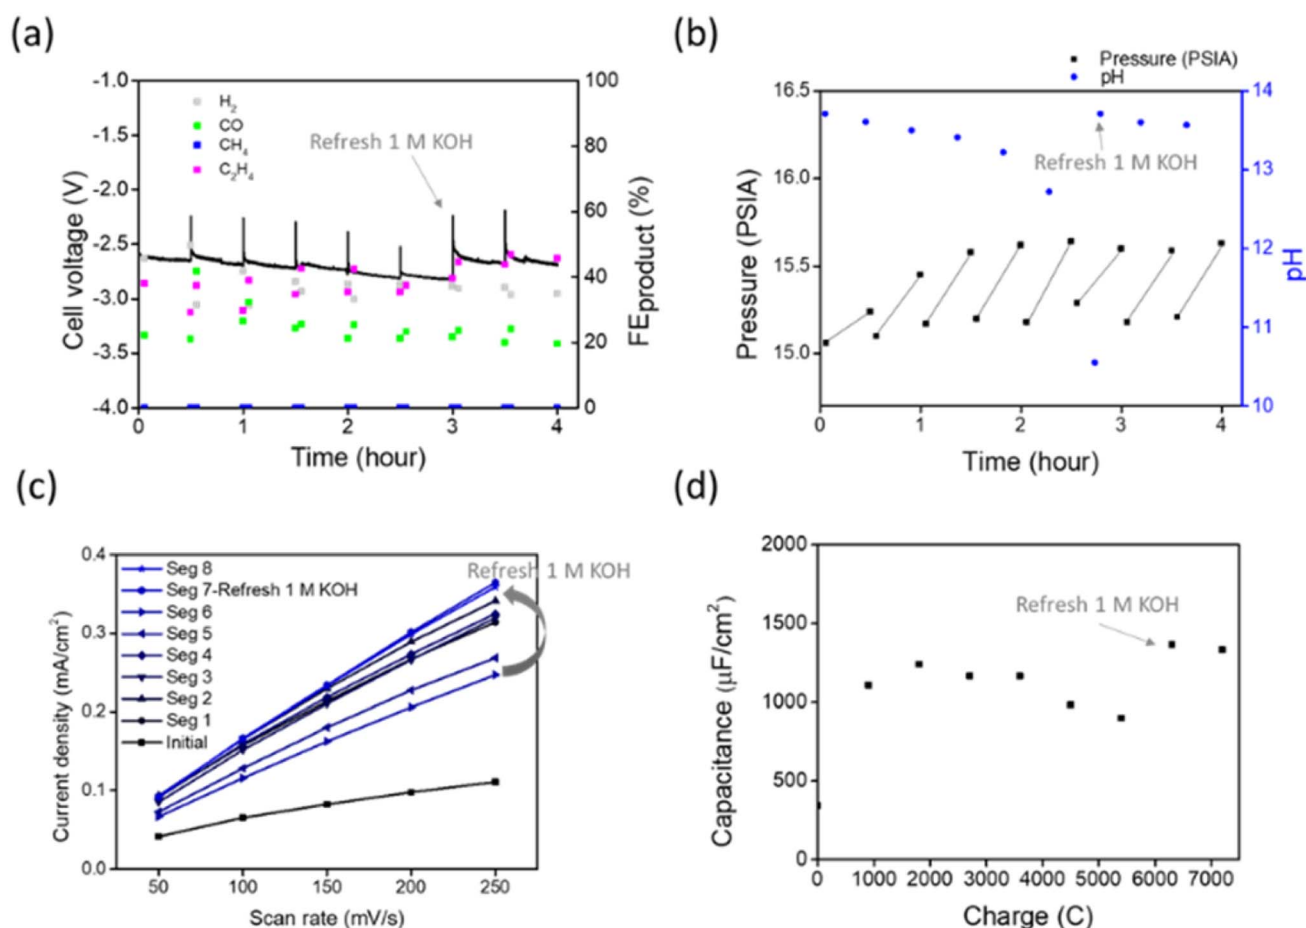 (a)
-1.0
-1.5
-2.0
-2.5
-3.0
-3.5
-4.0
Cell voltage (V)
H2
CO
CH4
C2H4
Refresh 1 M KOH
100
80
60
40
20
0
FEproduct (%)
0 1 2 3 4
Time (hour)
(b)
Pressure (PSIA)
pH
16.5
16.0
15.5
15.0
Pressure (PSIA)
Refresh 1 M KOH
14
13
12
11
10
pH
0 1 2 3 4
Time (hour)
(c)
0.4
0.3
0.2
0.1
0.0
Current density (mA/cm²)
Seg 8
Seg 7-Refresh 1 M KOH
Seg 6
Seg 5
Seg 4
Seg 3
Seg 2
Seg 1
Initial
Refresh 1 M KOH
50 100 150 200 250
Scan rate (mV/s)
(d)
2000
1500
1000
500
0
Capacitance (μF/cm²)
Refresh 1 M KOH
0 1000 2000 3000 4000 5000 6000 7000
Charge (C)